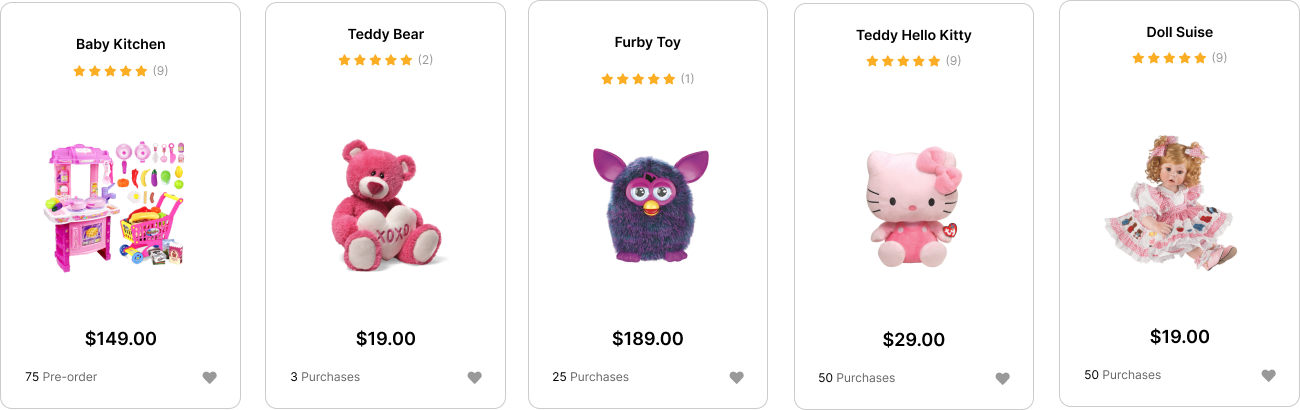 Baby Kitchen
(9)
$149.00
75 Pre-order
Teddy Bear
(2)
XOXO
$19.00
3 Purchases
Furby Toy
(1)
$189.00
25 Purchases
Teddy Hello Kitty
(9)
$29.00
50 Purchases
Doll Suise
(9)
$19.00
50 Purchases